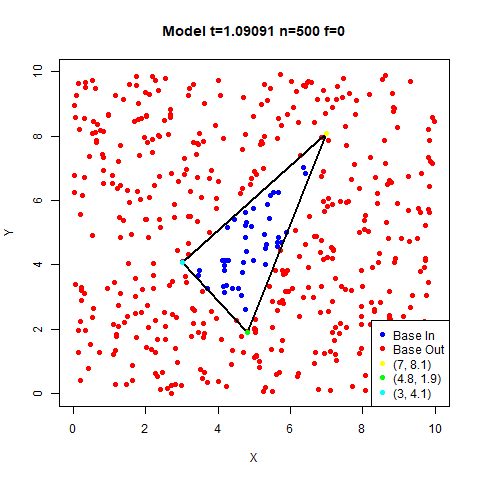 Model t=1.09091 n=500 f=0
10
8
6
4
2
0
Y
Base In
Base Out
(7, 8.1)
(4.8, 1.9)
(3, 4.1)
0 2 4 6 8 10
X